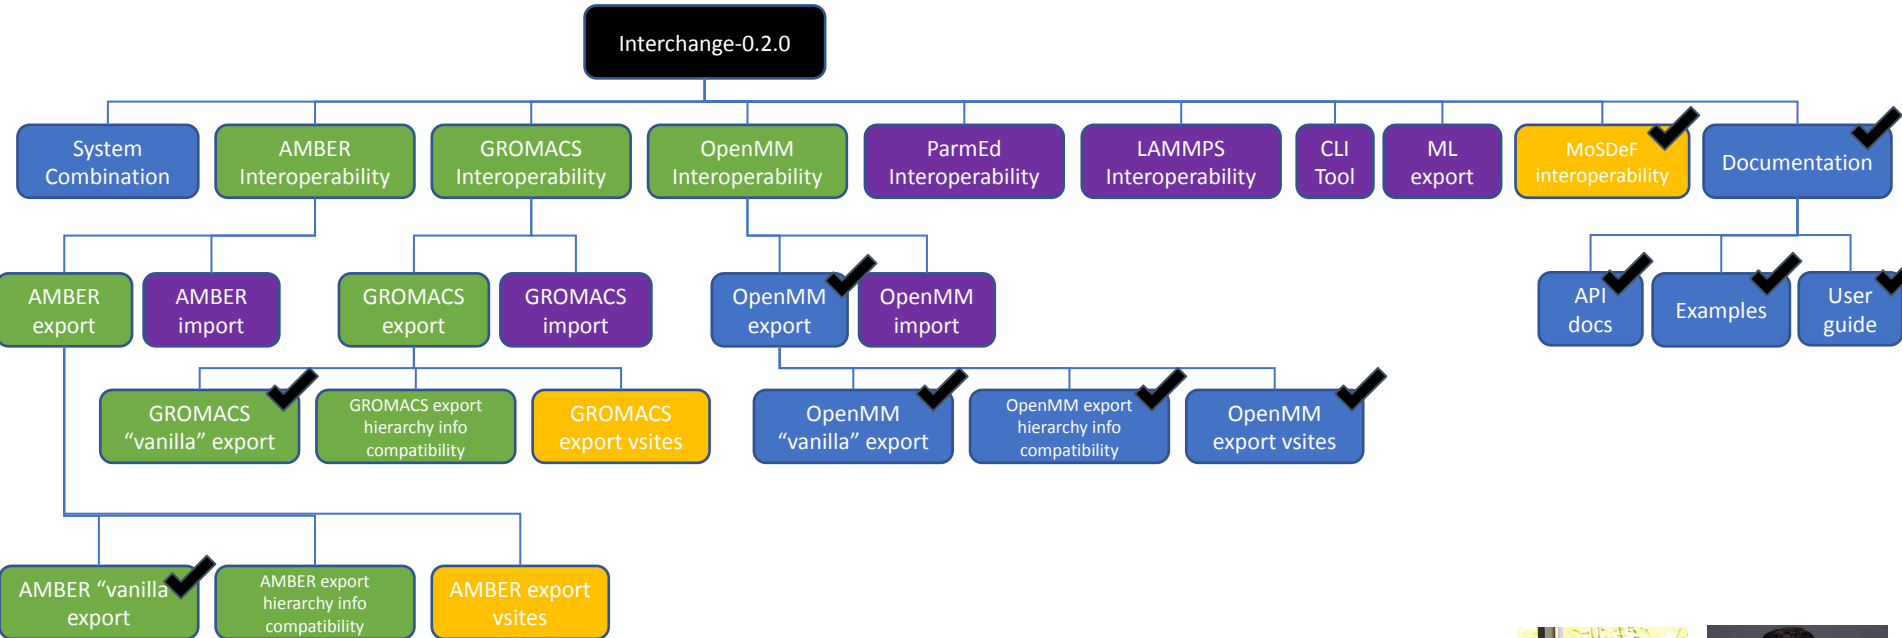 Interchange-0.2.0
System
Combination
AMBER
Interoperability
GROMACS
Interoperability
OpenMM
Interoperability
ParmEd
Interoperability
LAMMPS
Interoperability
CLI
Tool
ML
export
MoSDeF
interoperability
Documentation
AMBER
export
AMBER
import
GROMACS
export
GROMACS
import
OpenMM
export
OpenMM
import
API
docs
Examples
User
guide
GROMACS
“vanilla” export
GROMACS export
hierarchy info
compatibility
GROMACS
export vsites
OpenMM
“vanilla” export
OpenMM export
hierarchy info
compatibility
OpenMM
export vsites
AMBER “vanilla
export
AMBER export
hierarchy info
compatibility
AMBER export
vsites